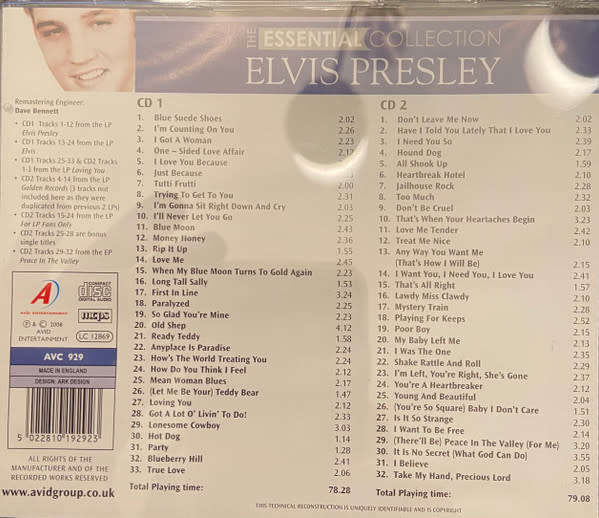 THE ESSENTIAL COLLECTION
ELVIS PRESLEY
Remastering Engineer:
Dave Bennett
• CD1 Tracks 1-12 from the LP
Elvis Presley
• CD1 Tracks 13-24 from the LP
Elvis
• CD1 Tracks 25-33 & CD2 Tracks
1-3 from the LP Loving You
• CD2 Tracks 4-14 from the LP
Golden Records (3 tracks
not included here as they were
duplicated from previous 2 LPs)
• CD2 Tracks 15-24 from the LP
For LP Fans Only
• CD2 Tracks 25-28 are bonus
single titles
• CD2 Tracks 29-32 from the EP
Peace In The Valley
A
avid entertainment
COMPACT
disc
DIGITAL AUDIO
mcps
LC 12869
℗ & © 2008
AVID
ENTERTAINMENT
AVC 929
MADE IN ENGLAND
DESIGN: ARK DESIGN
5 022810 192923
ALL RIGHTS OF THE
MANUFACTURER AND OF THE
RECORDED WORKS RESERVED
www.avidgroup.co.uk
CD 1
1. Blue Suede Shoes 2.02
2. I'm Counting On You 2.26
3. I Got A Woman 2.23
4. One – Sided Love Affair 2.12
5. I Love You Because
6. Just Because
7. Tutti Frutti 2.00
8. Trying To Get To You 2.31
9. I'm Gonna Sit Right Down And Cry 2.03
10. I'll Never Let You Go 2.25
11. Blue Moon 2.43
12. Money Honey 2.36
13. Rip It Up 1.55
14. Love Me 2.45
15. When My Blue Moon Turns To Gold Again 2.23
16. Long Tall Sally 1.53
17. First In Line 3.24
18. Paralyzed 2.25
19. So Glad You're Mine 2.23
20. Old Shep 4.12
21. Ready Teddy 1.58
22. Anyplace Is Paradise 2.24
23. How's The World Treating You 2.24
24. How Do You Think I Feel 2.12
25. Mean Woman Blues 2.17
26. (Let Me Be Your) Teddy Bear 1.47
27. Loving You 2.12
28. Got A Lot O' Livin' To Do! 2.33
29. Lonesome Cowboy 3.03
30. Hot Dog 1.14
31. Party 1.28
32. Blueberry Hill 2.41
33. True Love 2.06
Total Playing time: 78.28
CD 2
1. Don't Leave Me Now 2.02
2. Have I Told You Lately That I Love You 2.33
3. I Need You So 2.39
4. Hound Dog 2.17
5. All Shook Up 1.59
6. Heartbreak Hotel 2.10
7. Jailhouse Rock 2.28
8. Too Much 2.32
9. Don't Be Cruel 2.03
10. That's When Your Heartaches Begin 3.23
11. Love Me Tender 2.42
12. Treat Me Nice 2.10
13. Any Way You Want Me
(That's How I Will Be) 2.15
14. I Want You, I Need You, I Love You 2.41
15. That's All Right 1.57
16. Lawdy Miss Clawdy 2.10
17. Mystery Train 2.28
18. Playing For Keeps 2.52
19. Poor Boy 2.15
20. My Baby Left Me 2.13
21. I Was The One 2.35
22. Shake Rattle And Roll 2.29
23. I'm Left, You're Right, She's Gone 2.37
24. You're A Heartbreaker 2.12
25. Young And Beautiful 2.04
26. (You're So Square) Baby I Don't Care 1.51
27. Is It So Strange 2.30
28. I Want To Be Free 2.14
29. (There'll Be) Peace In The Valley (For Me) 3.20
30. It Is No Secret (What God Can Do) 3.55
31. I Believe 2.05
32. Take My Hand, Precious Lord 3.18
Total Playing time: 79.08
THIS TECHNICAL RECONSTRUCTION IS UNIQUELY IDENTIFIABLE AND IS COPYRIGHT